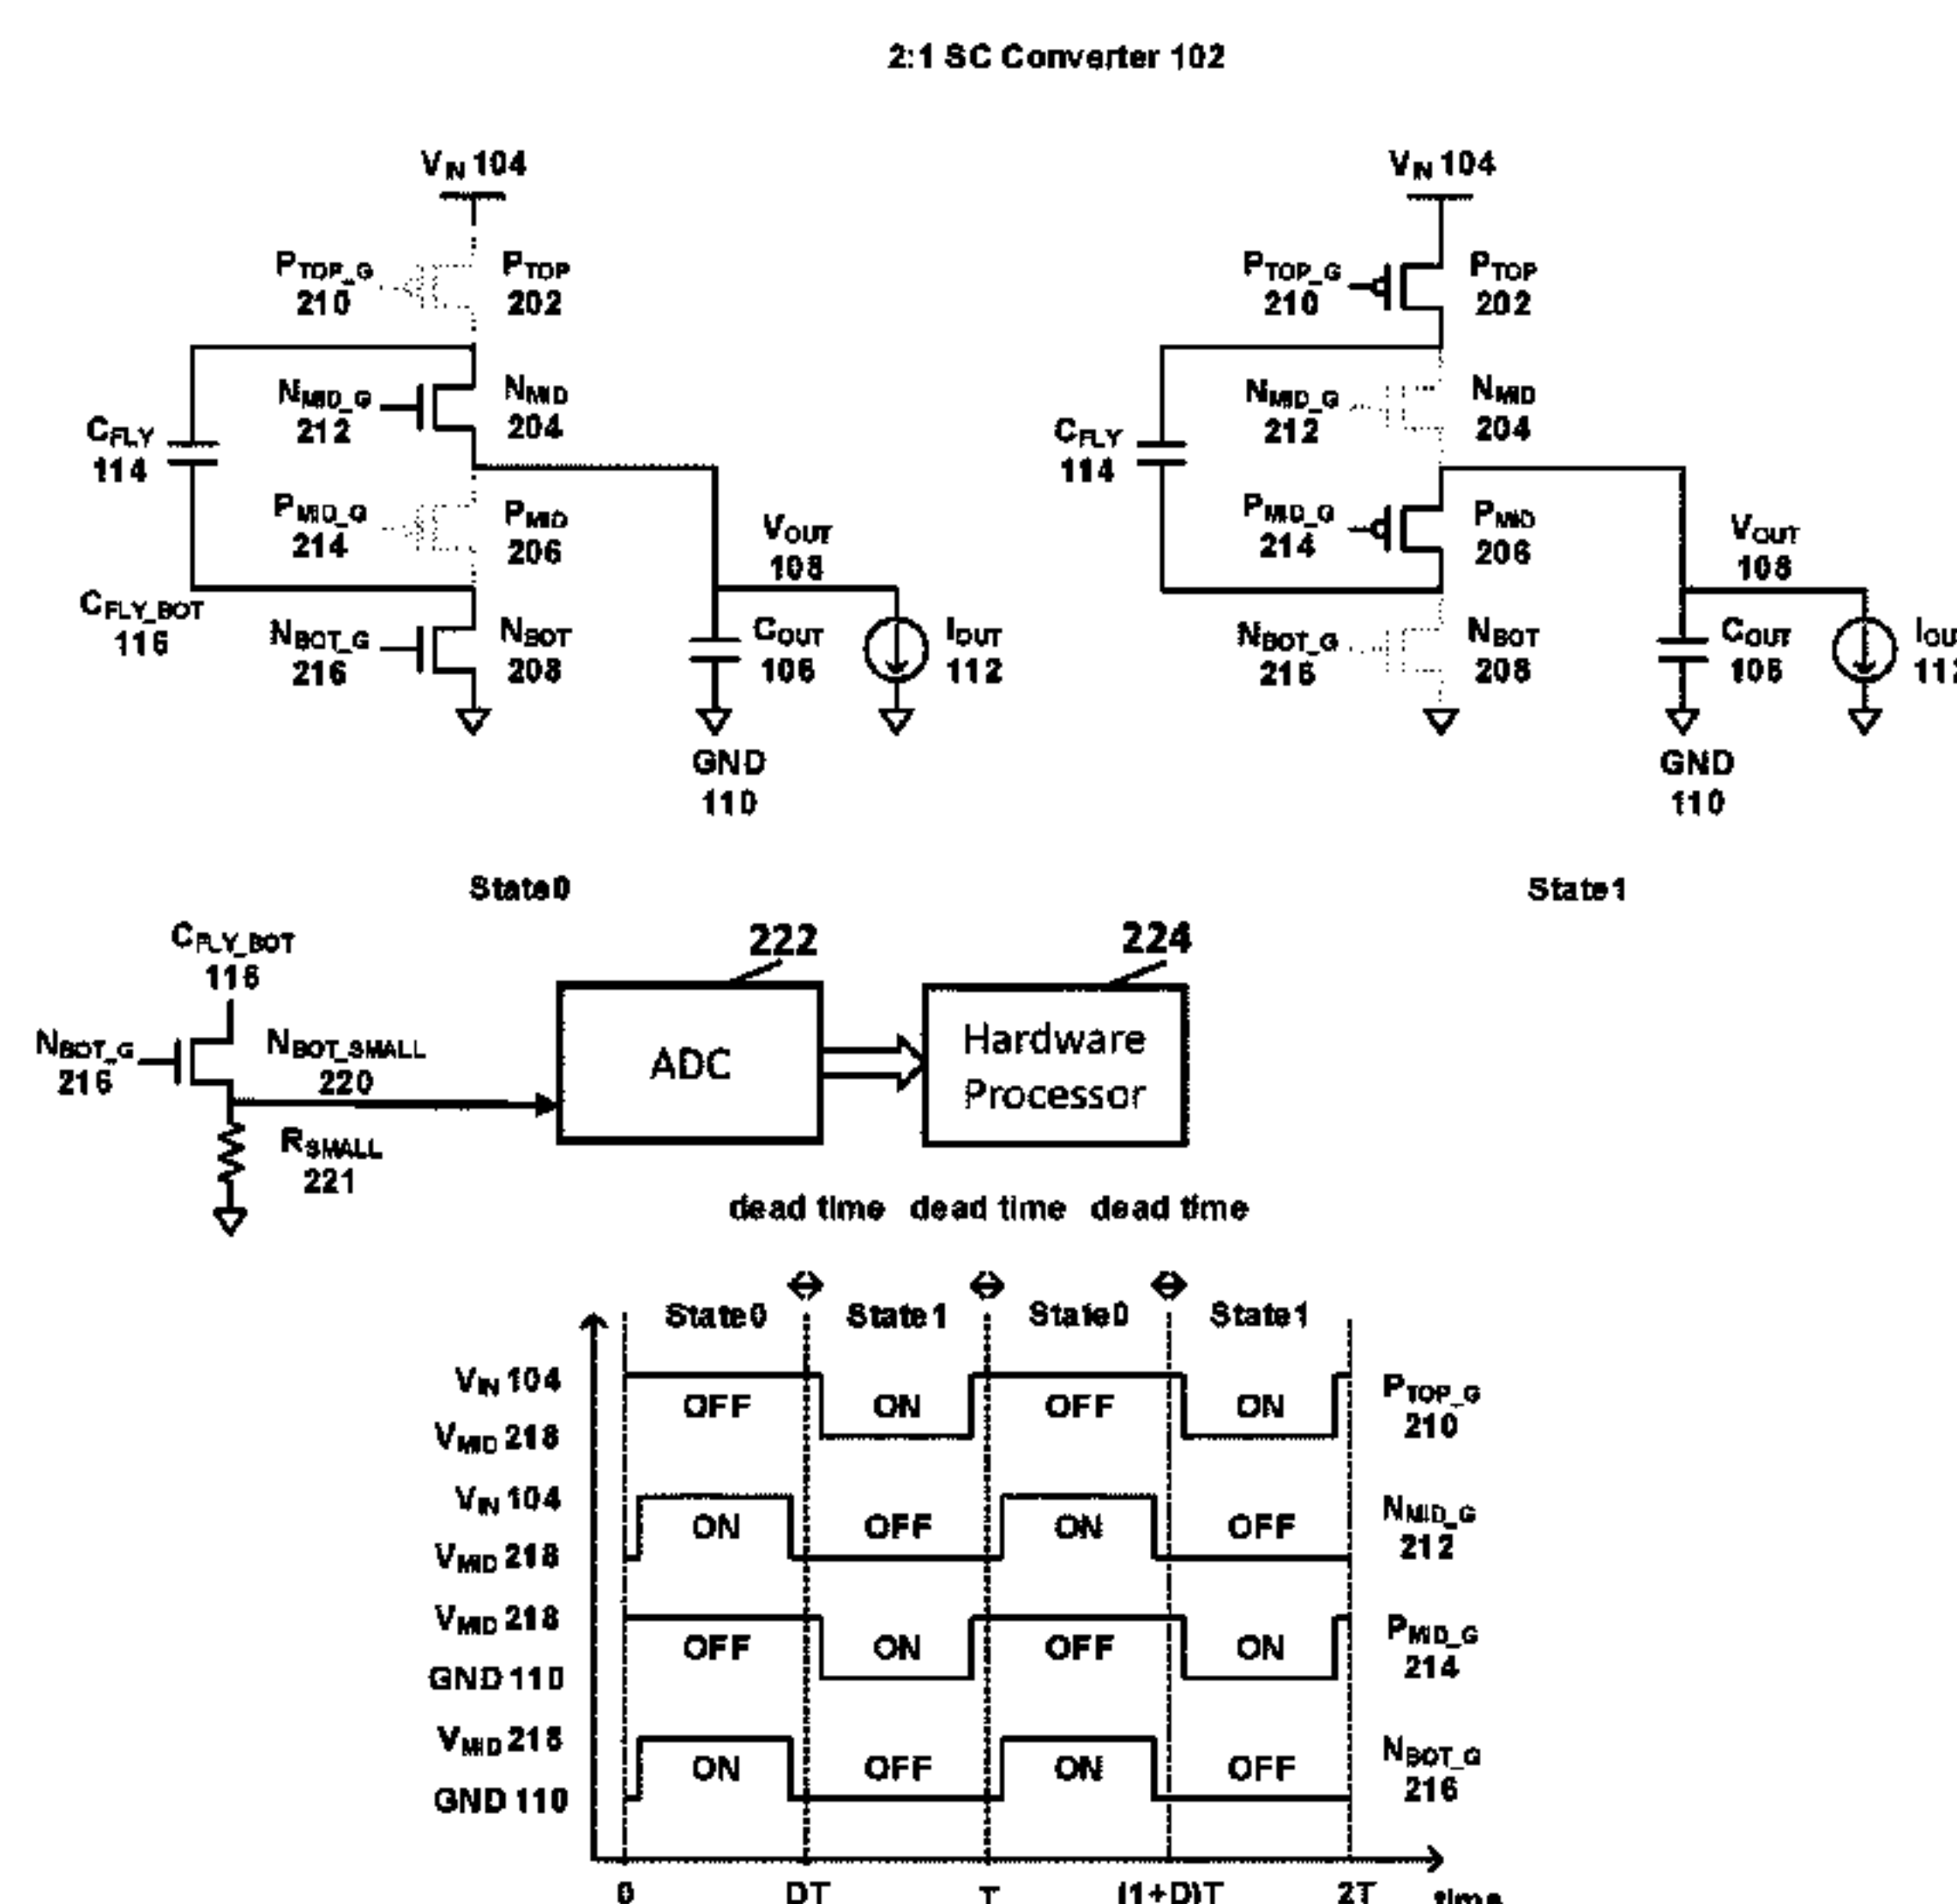 2:1 SC Converter 102
VIN 104
PTOP_G
210
PTOP
202
NMID_G
212
NMID
204
CFLY
114
PMID_G
214
PMID
206
VOUT
108
CFLY_BOT
116
NBOT_G
216
NBOT
208
COUT
106
IOUT
112
GND
110
State0
VIN 104
PTOP_G
210
PTOP
202
NMID_G
212
NMID
204
CFLY
114
PMID_G
214
PMID
206
VOUT
108
NBOT_G
216
NBOT
208
COUT
106
GND
110
State1
CFLY_BOT
116
NBOT_G
216
NBOT_SMALL
220
RSMALL
221
222
ADC
224
Hardware
Processor
dead time dead time dead time
State0 State1 State0 State1
VIN 104
VMID 218
OFF ON OFF ON
PTOP_G
210
VIN 104
VMID 218
ON OFF ON OFF
NMID_G
212
VMID 218
GND 110
OFF ON OFF ON
PMID_G
214
VMID 218
GND 110
ON OFF ON OFF
NBOT_G
216
0 DT T (1+D)T 2T time